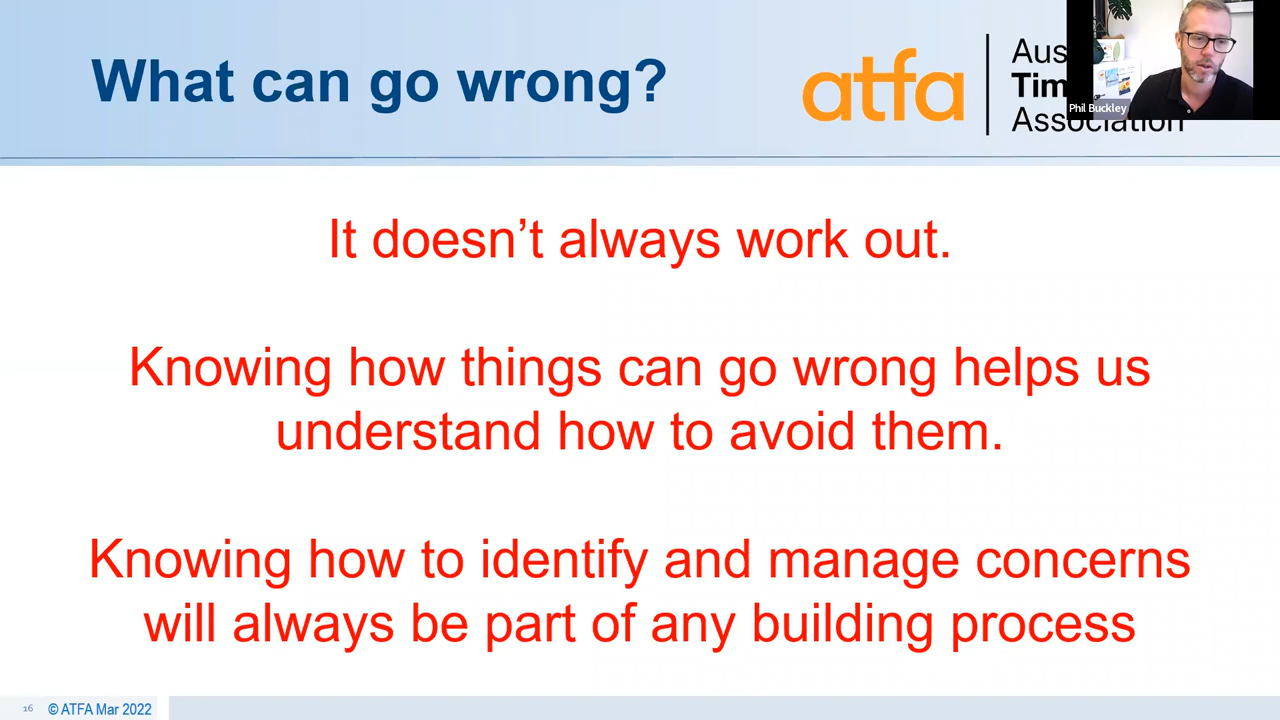 What can go wrong?
atfa
Aus
Tim
Association
Phil Buckley
It doesn’t always work out.
Knowing how things can go wrong helps us
understand how to avoid them.
Knowing how to identify and manage concerns
will always be part of any building process
16
© ATFA Mar 2022